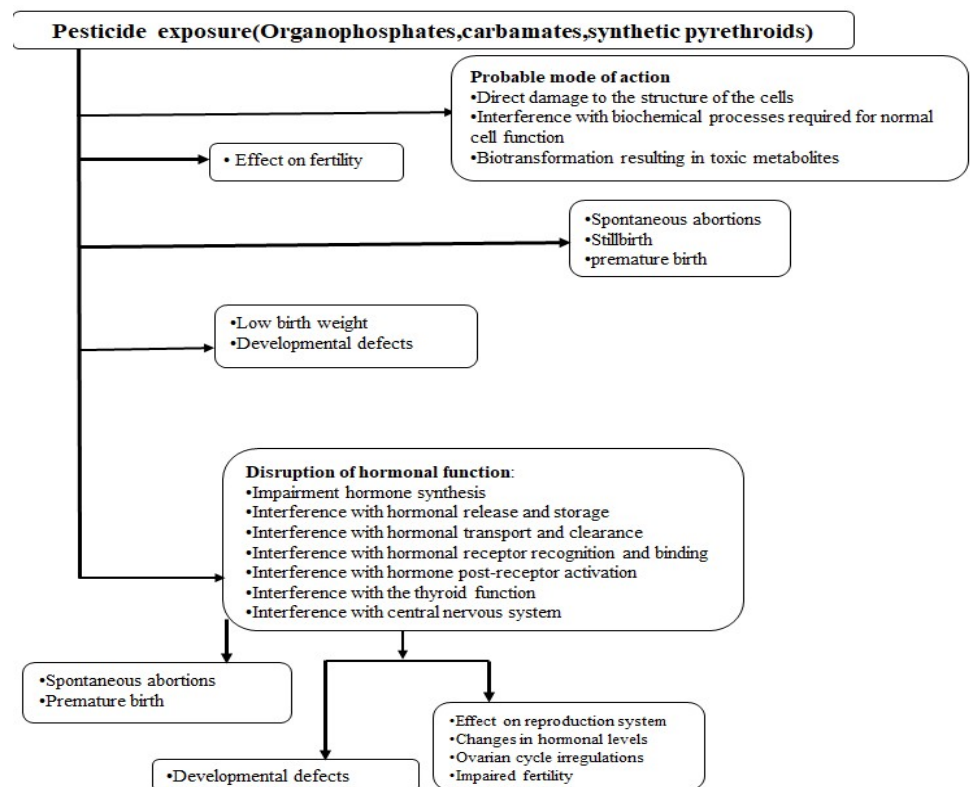 Pesticide exposure(Organophosphates,carbamates,synthetic pyrethroids)
Probable mode of action
•Direct damage to the structure of the cells
•Interference with biochemical processes required for normal
cell function
•Biotransformation resulting in toxic metabolites
• Effect on fertility
•Spontaneous abortions
•Stillbirth
•premature birth
•Low birth weight
•Developmental defects
Disruption of hormonal function:
•Impairment hormone synthesis
•Interference with hormonal release and storage
•Interference with hormonal transport and clearance
•Interference with hormonal receptor recognition and binding
•Interference with hormone post-receptor activation
•Interference with the thyroid function
•Interference with central nervous system
•Spontaneous abortions
•Premature birth
•Effect on reproduction system
•Changes in hormonal levels
•Ovarian cycle irregulations
•Impaired fertility
•Developmental defects